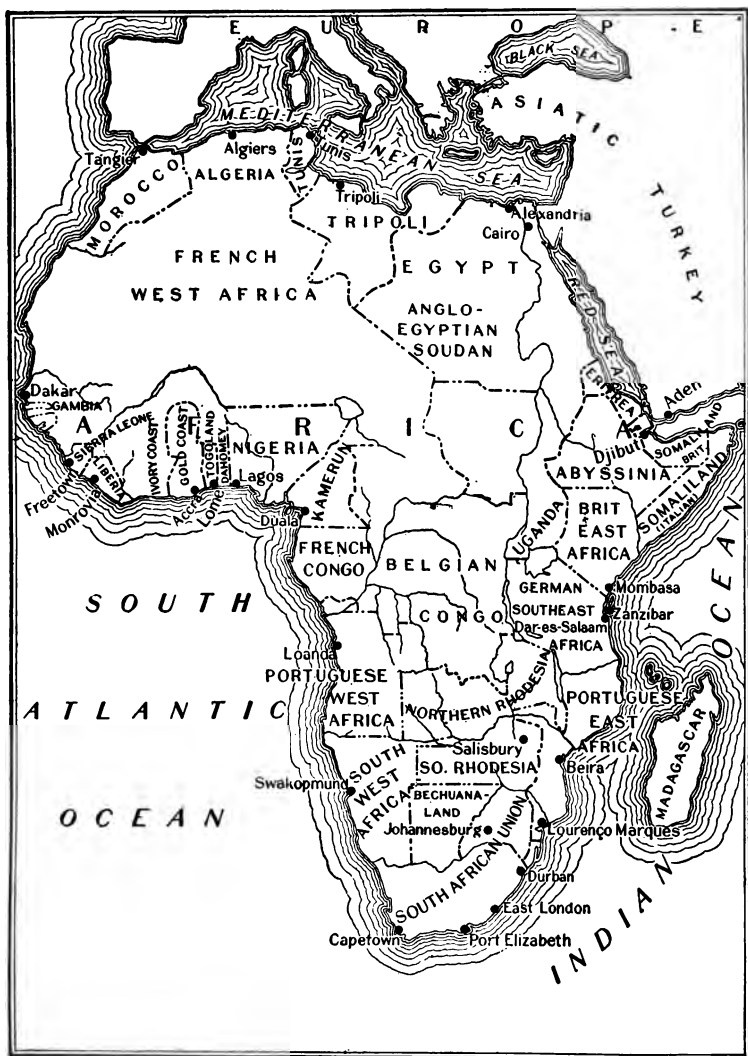 EUROPE
BLACK SEA
ASIATIC
TURKEY
MEDITERRANEAN SEA
Tangier
Algiers
Tunis
TUNIS
MOROCCO
ALGERIA
Tripoli
TRIPOLI
Alexandria
Cairo
FRENCH
WEST AFRICA
EGYPT
RED SEA
ANGLO-
EGYPTIAN
SOUDAN
Dakar
GAMBIA
AFRICA
ERITREA
Aden
SIERRA LEONE
LIBERIA
IVORY COAST
GOLD COAST
TOGOLAND
DAHOMEY
NIGERIA
Djibuti
SOMALILAND
BRIT.
ABYSSINIA
SOMALILAND
(ITALIAN)
Freetown
Monrovia
Accra
Lome
Lagos
Duala
KAMERUN
UGANDA
BRIT
EAST
AFRICA
FRENCH
CONGO
BELGIAN
CONGO
GERMAN
SOUTHEAST
AFRICA
Mombasa
Zanzibar
Dar-es-Salaam
SOUTH
ATLANTIC
OCEAN
Loanda
PORTUGUESE
WEST
AFRICA
NORTHERN RHODESIA
PORTUGUESE
EAST
AFRICA
MADAGASCAR
Salisbury
SO. RHODESIA
Beira
Swakopmund
SOUTH
WEST
AFRICA
BECHUANA-
LAND
Johannesburg
Lourenço Marques
SOUTH AFRICAN UNION
Durban
East London
Capetown
Port Elizabeth
INDIAN
OCEAN